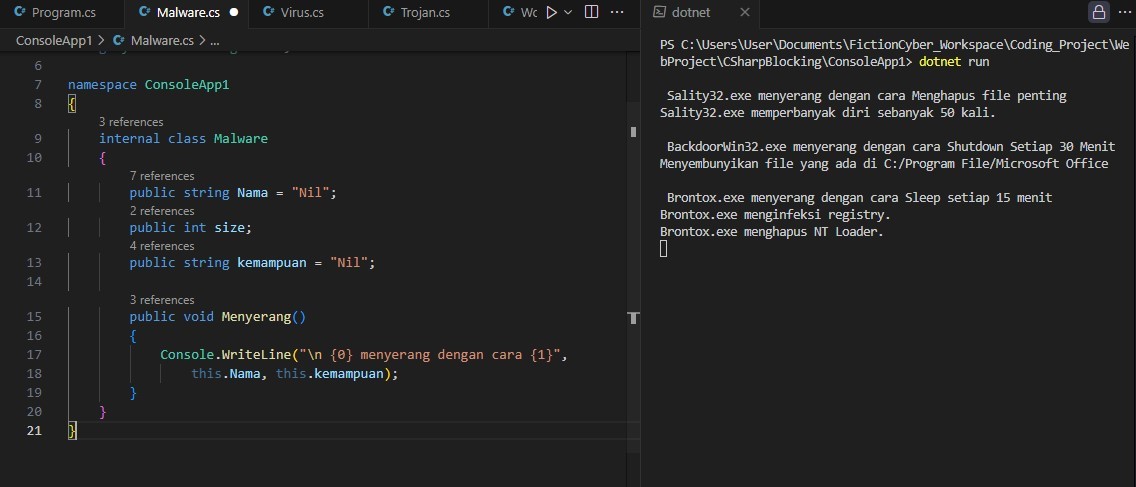 Program.cs
Malware.cs
Virus.cs
Trojan.cs
dotnet
ConsoleApp1 > Malware.cs > ...
6
7 namespace ConsoleApp1
8 {
3 references
9 internal class Malware
10 {
7 references
11 public string Nama = "Nil";
2 references
12 public int size;
4 references
13 public string kemampuan = "Nil";
14
3 references
15 public void Menyerang()
16 {
17 Console.WriteLine("\n {0} menyerang dengan cara {1}",
18 this.Nama, this.kemampuan);
19 }
20 }
21 }
PS C:\Users\User\Documents\FictionCyber_Workspace\Coding_Project\We
bProject\CSharpBlocking\ConsoleApp1> dotnet run
Sality32.exe menyerang dengan cara Menghapus file penting
Sality32.exe memperbanyak diri sebanyak 50 kali.
BackdoorWin32.exe menyerang dengan cara Shutdown Setiap 30 Menit
Menyembunyikan file yang ada di C:/Program File/Microsoft Office
Brontox.exe menyerang dengan cara Sleep setiap 15 menit
Brontox.exe menginfeksi registry.
Brontox.exe menghapus NT Loader.